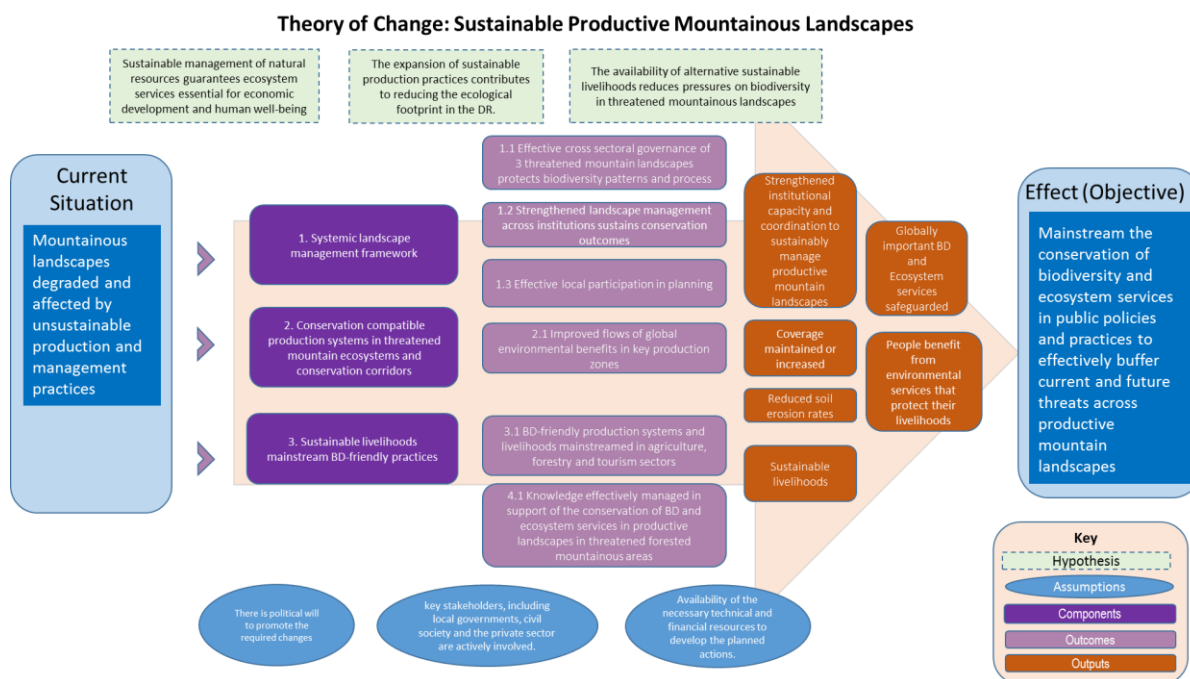 Theory of Change: Sustainable Productive Mountainous Landscapes
Sustainable management of natural
resources guarantees ecosystem
services essential for economic
development and human well-being
The expansion of sustainable
production practices contributes
to reducing the ecological
footprint in the DR.
The availability of alternative sustainable
livelihoods reduces pressures on biodiversity
in threatened mountainous landscapes
Current
Situation
Mountainous
landscapes
degraded and
affected by
unsustainable
production and
management
practices
1. Systemic landscape
management framework
2. Conservation compatible
production systems in threatened
mountain ecosystems and
conservation corridors
3. Sustainable livelihoods
mainstream BD-friendly practices
1.1 Effective cross sectoral governance of
3 threatened mountain landscapes
protects biodiversity patterns and process
1.2 Strengthened landscape management
across institutions sustains conservation
outcomes
1.3 Effective local participation in planning
2.1 Improved flows of global
environmental benefits in key production
zones
3.1 BD-friendly production systems and
livelihoods mainstreamed in agriculture,
forestry and tourism sectors
4.1 Knowledge effectively managed in
support of the conservation of BD and
ecosystem services in productive
landscapes in threatened forested
mountainous areas
Strengthened
institutional
capacity and
coordination to
sustainably
manage
productive
mountain
landscapes
Coverage
maintained or
increased
Reduced soil
erosion rates
Sustainable
livelihoods
Globally
important BD
and
Ecosystem
services
safeguarded
People benefit
from
environmental
services that
protect their
livelihoods
Effect (Objective)
Mainstream the
conservation of
biodiversity and
ecosystem services
in public policies
and practices to
effectively buffer
current and future
threats across
productive
mountain
landscapes
There is political will
to promote the
required changes
key stakeholders, including
local governments, civil
society and the private sector
are actively involved.
Availability of the
necessary technical and
financial resources to
develop the planned
actions.
Key
Hypothesis
Assumptions
Components
Outcomes
Outputs